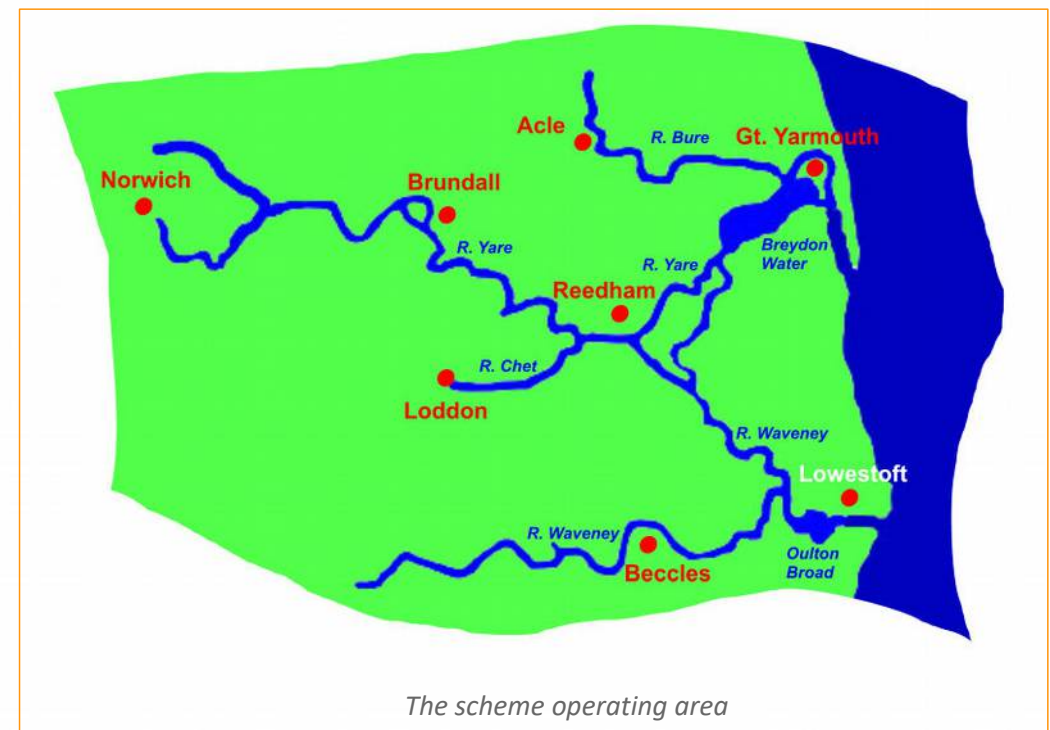 Acle
R. Bure
Gt. Yarmouth
Norwich
Brundall
R. Yare
Breydon
Water
R. Yare
Reedham
R. Chet
Loddon
R. Waveney
Lowestoft
R. Waveney
Beccles
Oulton
Broad
The scheme operating area